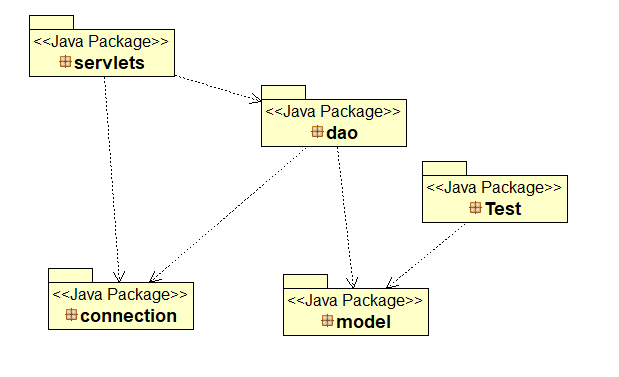 <<Java Package>>
servlets
<<Java Package>>
dao
<<Java Package>>
Test
<<Java Package>>
connection
<<Java Package>>
model